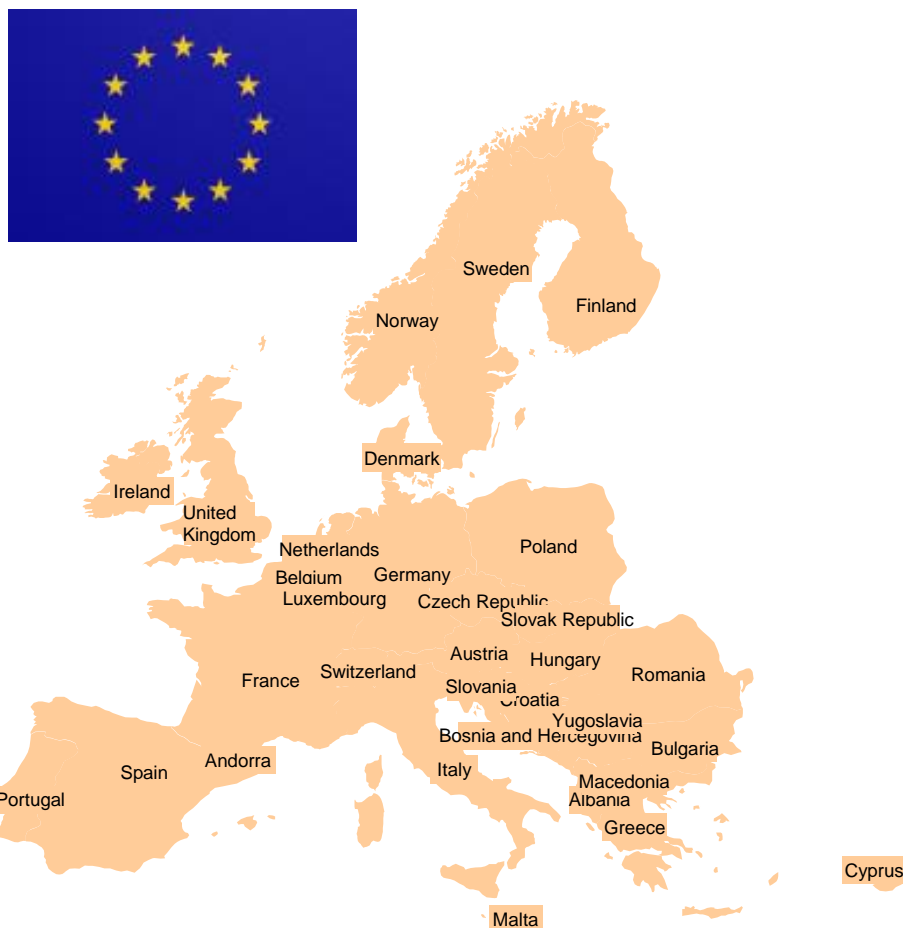 Sweden
Finland
Norway
Denmark
Ireland
United
Kingdom
Netherlands
Poland
Belgium
Germany
Luxembourg
Czech Republic
Slovak Republic
Austria
Hungary
Switzerland
Romania
France
Slovania
Croatia
Yugoslavia
Bosnia and Hercegovina
Bulgaria
Andorra
Italy
Spain
Macedonia
Portugal
Albania
Greece
Cyprus
Malta